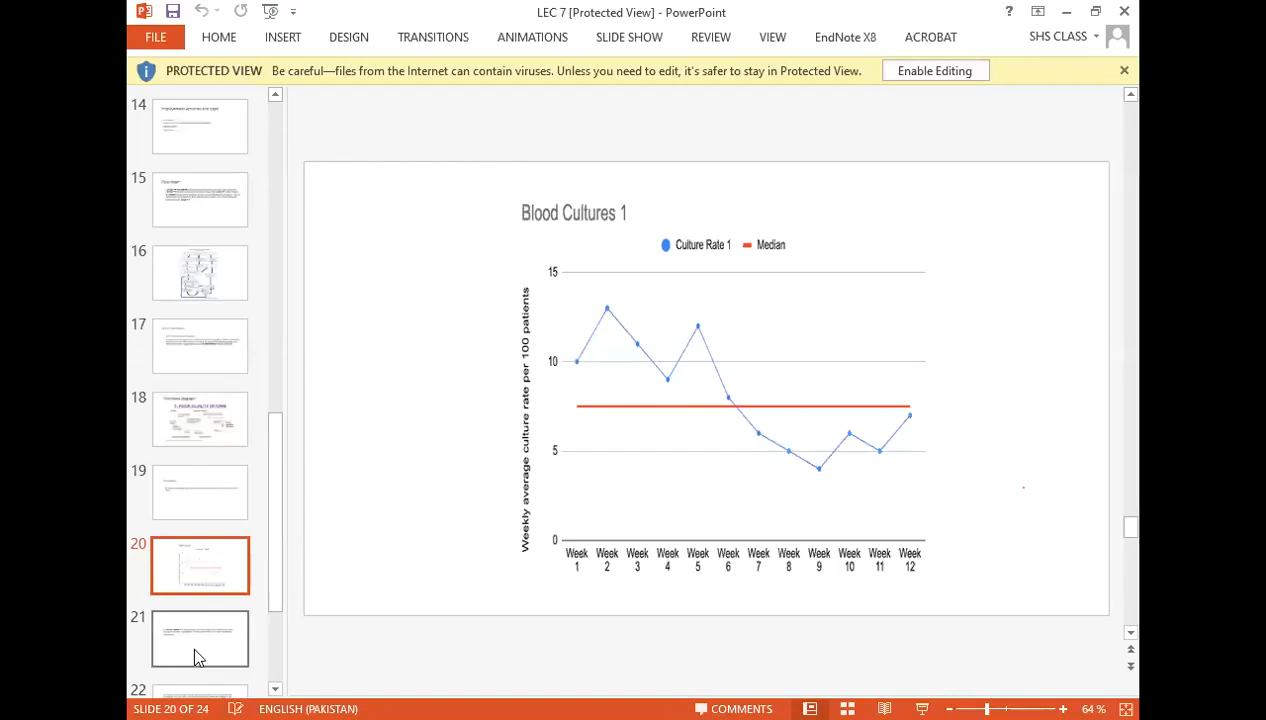 LEC 7 [Protected View] - PowerPoint
?
FILE HOME INSERT DESIGN TRANSITIONS ANIMATIONS SLIDE SHOW REVIEW VIEW EndNote X8 ACROBAT SHS CLASS
PROTECTED VIEW Be careful—files from the Internet can contain viruses. Unless you need to edit, it's safer to stay in Protected View. Enable Editing
14
15
16
17
18
19
20
21
22
Blood Cultures 1
Culture Rate 1 Median
Weekly average culture rate per 100 patients
15
10
5
0
Week Week Week Week Week Week Week Week Week Week Week Week
1 2 3 4 5 6 7 8 9 10 11 12
SLIDE 20 OF 24 ENGLISH (PAKISTAN) COMMENTS 64 %